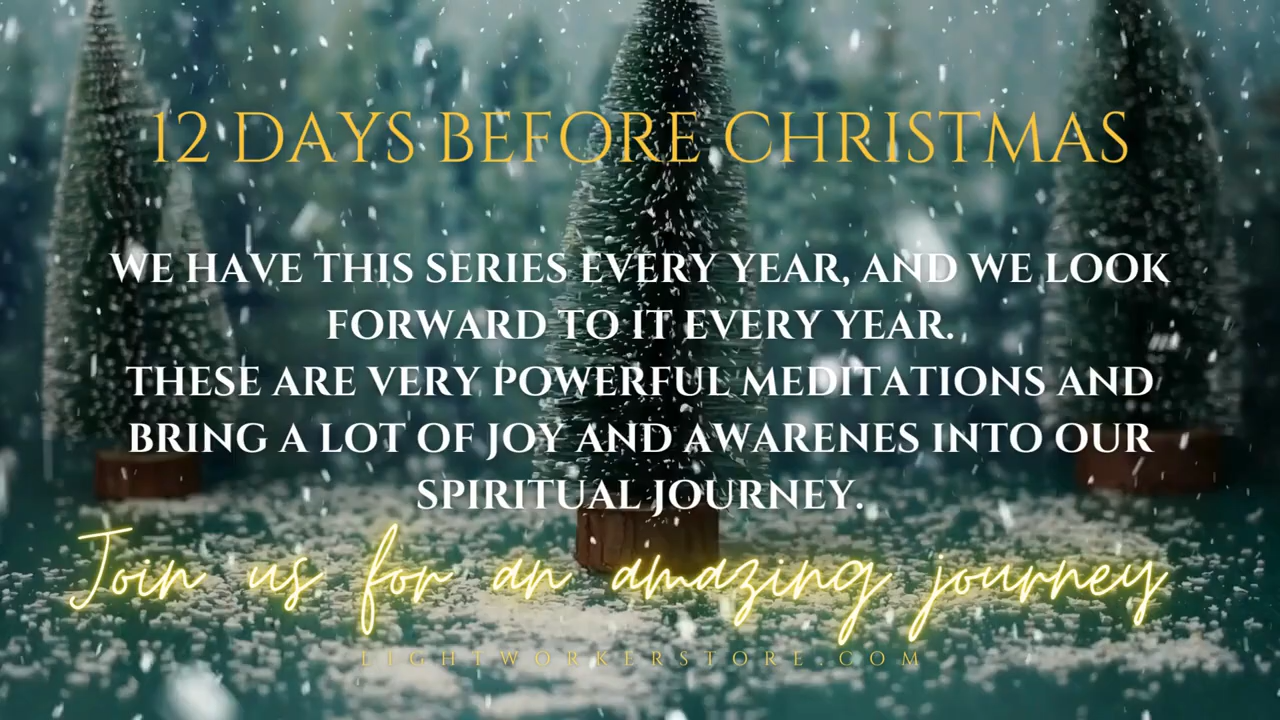 12 DAYS BEFORE CHRISTMAS
WE HAVE THIS SERIES EVERY YEAR, AND WE LOOK
FORWARD TO IT EVERY YEAR.
THESE ARE VERY POWERFUL MEDITATIONS AND
BRING A LOT OF JOY AND AWARENES INTO OUR
SPIRITUAL JOURNEY.
Join us for an amazing journey
LIGHTWORKERSTORE.COM